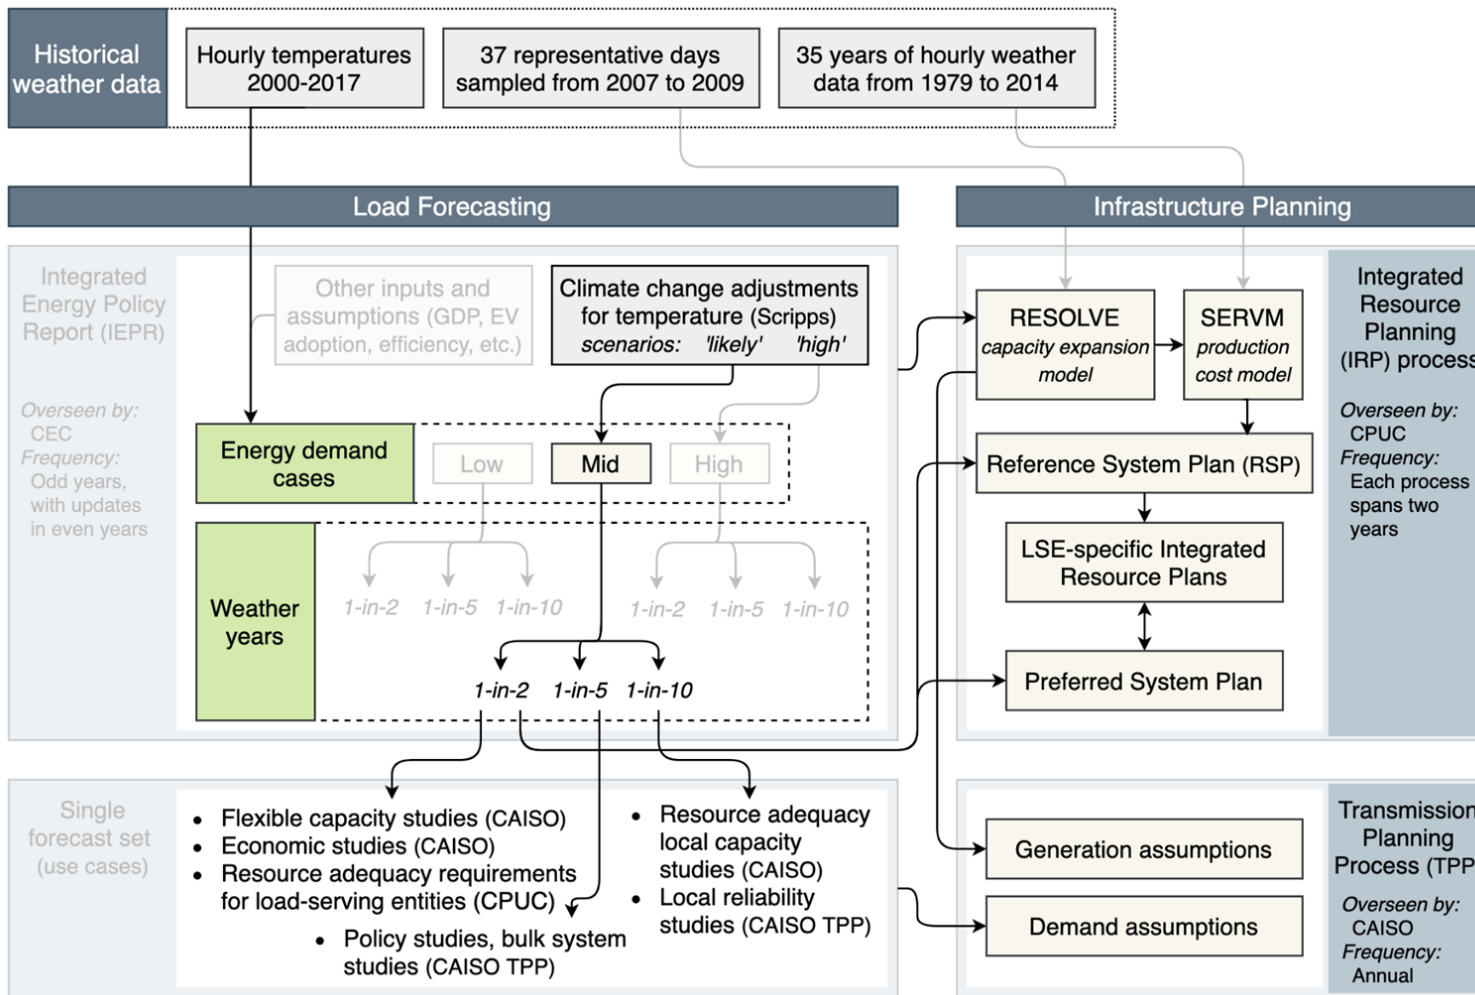 Historical
weather data
Hourly temperatures
2000-2017
37 representative days
sampled from 2007 to 2009
35 years of hourly weather
data from 1979 to 2014
Load Forecasting
Infrastructure Planning
Integrated
Energy Policy
Report (IEPR)
Overseen by:
CEC
Frequency:
Odd years,
with updates
in even years
Other inputs and
assumptions (GDP, EV
adoption, efficiency, etc.)
Climate change adjustments
for temperature (Scripps)
scenarios: 'likely' 'high'
Energy demand
cases
Low
Mid
High
Weather
years
1-in-2 1-in-5 1-in-10
1-in-2 1-in-5 1-in-10
1-in-2 1-in-5 1-in-10
RESOLVE
capacity expansion
model
SERVM
production
cost model
Reference System Plan (RSP)
LSE-specific Integrated
Resource Plans
Preferred System Plan
Integrated
Resource
Planning
(IRP) process
Overseen by:
CPUC
Frequency:
Each process
spans two
years
Single
forecast set
(use cases)
• Flexible capacity studies (CAISO)
• Economic studies (CAISO)
• Resource adequacy requirements
for load-serving entities (CPUC)
• Policy studies, bulk system
studies (CAISO TPP)
• Resource adequacy
local capacity
studies (CAISO)
• Local reliability
studies (CAISO TPP)
Generation assumptions
Demand assumptions
Transmission
Planning
Process (TPP
Overseen by:
CAISO
Frequency:
Annual